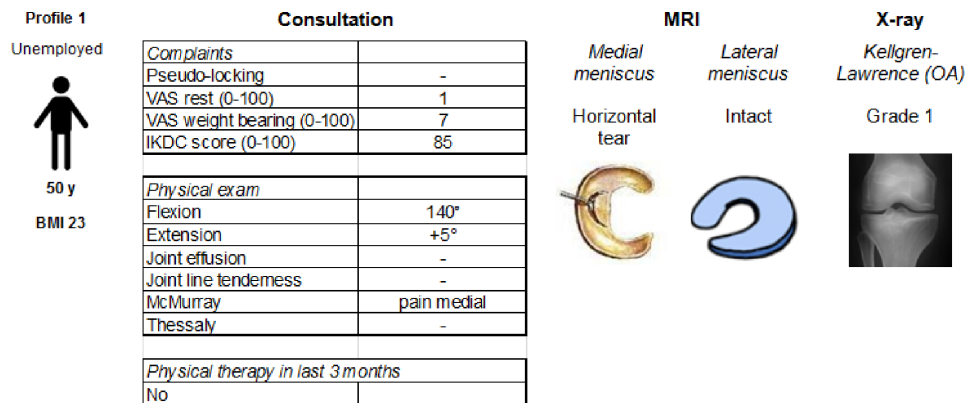 Profile 1
Unemployed
50 y
BMI 23
Consultation
Complaints
Pseudo-locking -
VAS rest (0-100) 1
VAS weight bearing (0-100) 7
IKDC score (0-100) 85
Physical exam
Flexion 140°
Extension +5°
Joint effusion -
Joint line tenderness -
McMurray pain medial
Thessaly -
Physical therapy in last 3 months
No
MRI
Medial
meniscus
Horizontal
tear
Lateral
meniscus
Intact
X-ray
Kellgren-
Lawrence (OA)
Grade 1